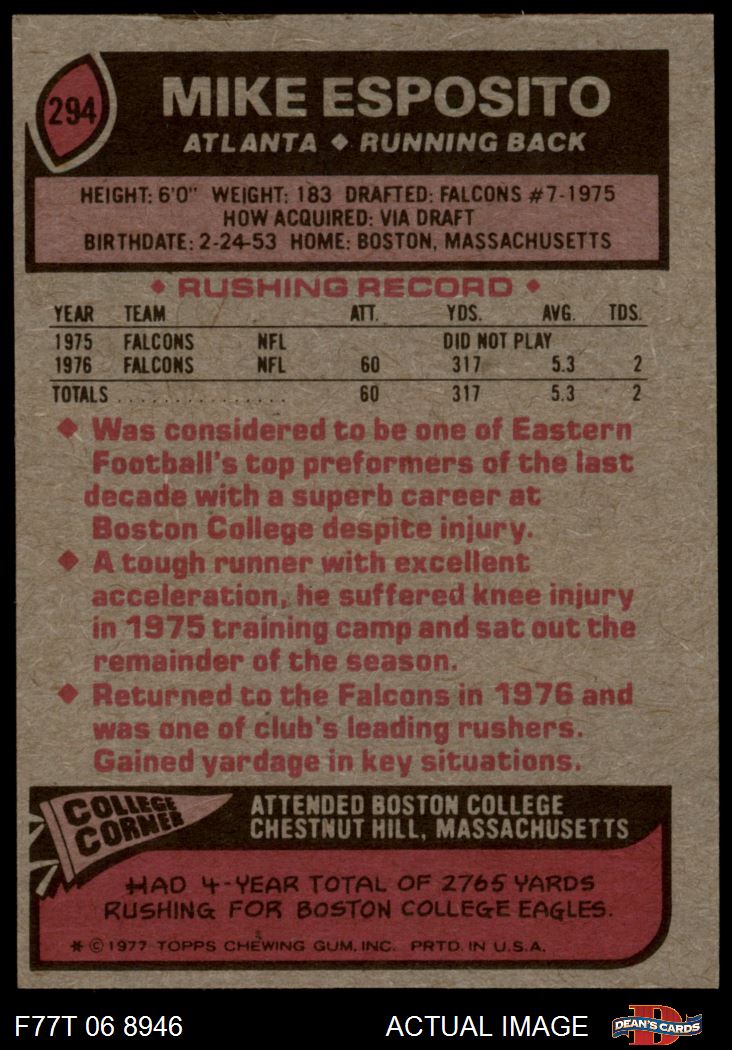 294
MIKE ESPOSITO
ATLANTA ◆ RUNNING BACK
HEIGHT: 6'0" WEIGHT: 183 DRAFTED: FALCONS #7-1975
HOW ACQUIRED: VIA DRAFT
BIRTHDATE: 2-24-53 HOME: BOSTON, MASSACHUSETTS
◆ RUSHING RECORD ◆
YEAR TEAM ATT. YDS. AVG. TDS.
1975 FALCONS NFL DID NOT PLAY
1976 FALCONS NFL 60 317 5.3 2
TOTALS . . . . . . . . . . . . . . . 60 317 5.3 2
◆ Was considered to be one of Eastern
Football's top preformers of the last
decade with a superb career at
Boston College despite injury.
◆ A tough runner with excellent
acceleration, he suffered knee injury
in 1975 training camp and sat out the
remainder of the season.
◆ Returned to the Falcons in 1976 and
was one of club's leading rushers.
Gained yardage in key situations.
COLLEGE
CORNER
ATTENDED BOSTON COLLEGE
CHESTNUT HILL, MASSACHUSETTS
HAD 4-YEAR TOTAL OF 2765 YARDS
RUSHING FOR BOSTON COLLEGE EAGLES.
* © 1977 TOPPS CHEWING GUM, INC. PRTD. IN U.S.A.
F77T 06 8946 ACTUAL IMAGE
D
DEAN'S CARDS